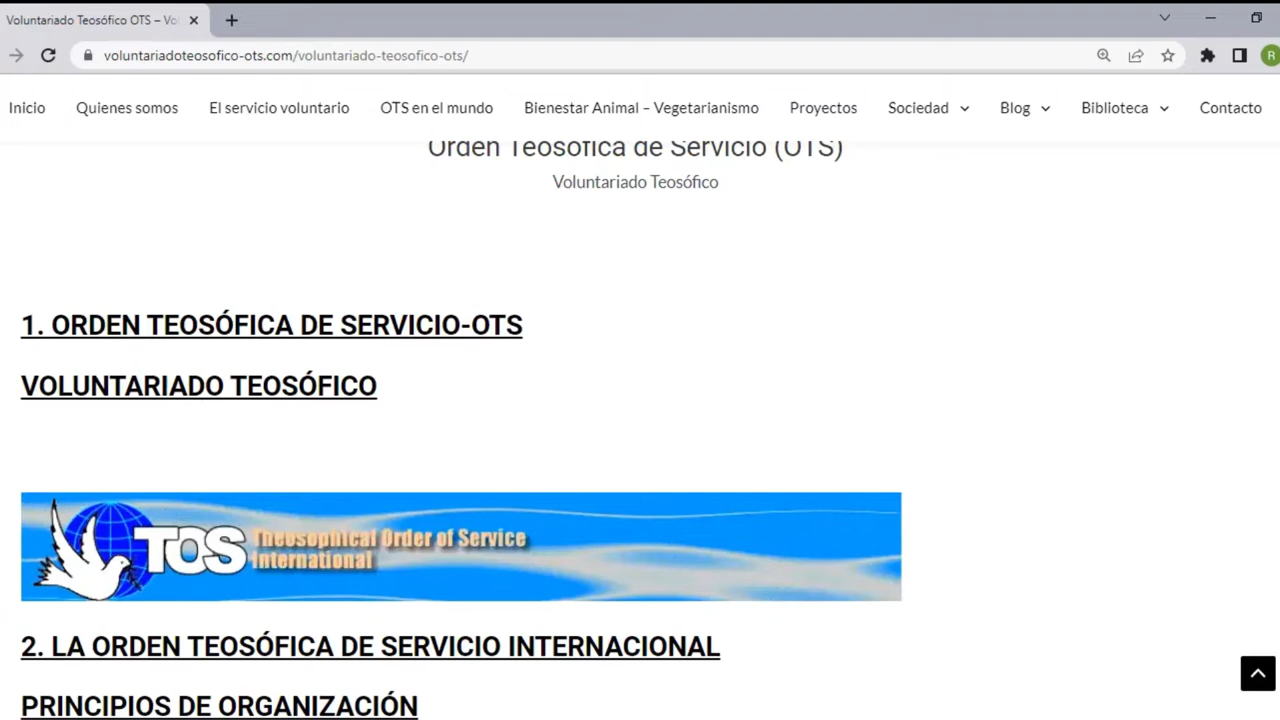 Voluntariado Teosófico OTS – Vo
voluntariadoteosofico-ots.com/voluntariado-teosofico-ots/
R
Inicio Quienes somos El servicio voluntario OTS en el mundo Bienestar Animal – Vegetarianismo Proyectos Sociedad Blog Biblioteca Contacto
Orden Teosófica de Servicio (OTS)
Voluntariado Teosófico
1. ORDEN TEOSÓFICA DE SERVICIO-OTS
VOLUNTARIADO TEOSÓFICO
TOS Theosophical Order of Service
International
2. LA ORDEN TEOSÓFICA DE SERVICIO INTERNACIONAL
PRINCIPIOS DE ORGANIZACIÓN